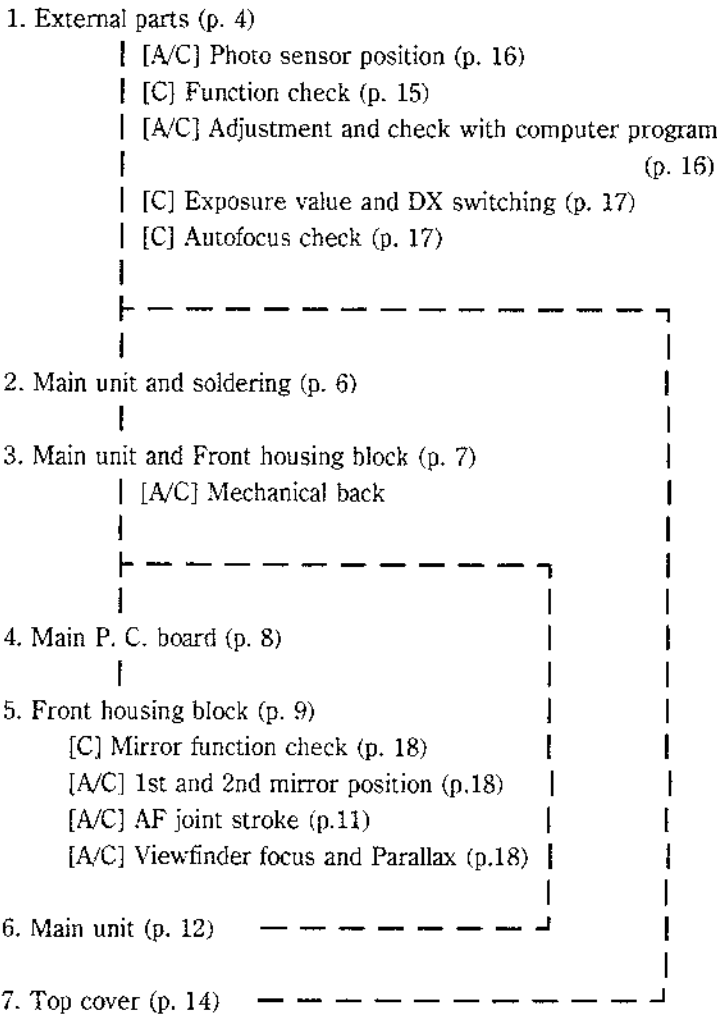 1. External parts (p. 4)
[A/C] Photo sensor position (p. 16)
[C] Function check (p. 15)
[A/C] Adjustment and check with computer program
(p. 16)
[C] Exposure value and DX switching (p. 17)
[C] Autofocus check (p. 17)
2. Main unit and soldering (p. 6)
3. Main unit and Front housing block (p. 7)
[A/C] Mechanical back
4. Main P. C. board (p. 8)
5. Front housing block (p. 9)
[C] Mirror function check (p. 18)
[A/C] 1st and 2nd mirror position (p.18)
[A/C] AF joint stroke (p.11)
[A/C] Viewfinder focus and Parallax (p.18)
6. Main unit (p. 12)
7. Top cover (p. 14)